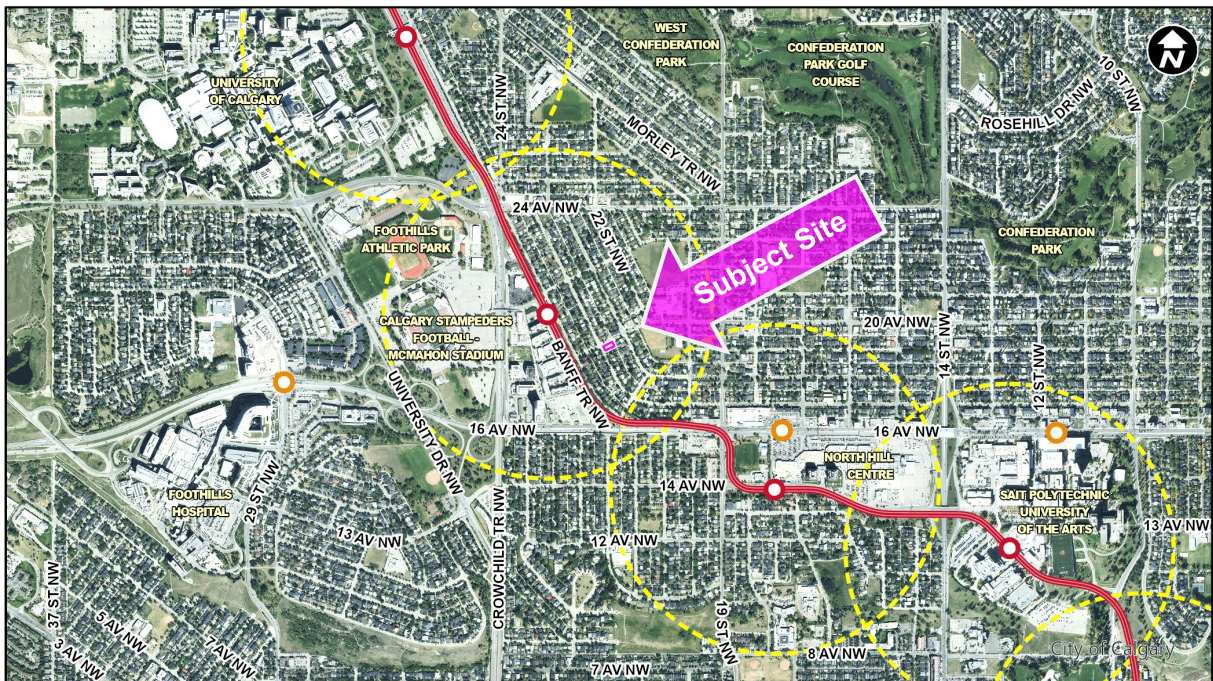 WEST
CONFEDERATION
PARK
CONFEDERATION
PARK GOLF
COURSE
N
10 ST NW
UNIVERSITY
OF CALGARY
24 ST NW
MORLEY TR NW
ROSEHILL DR NW
24 AV NW
22 ST NW
FOOTHILLS
ATHLETIC PARK
Subject Site
CONFEDERATION
PARK
CALGARY STAMPEDERS
FOOTBALL -
MCMAHON STADIUM
20 AV NW
14 ST NW
BANFF TR NW
12 ST NW
UNIVERSITY DR NW
16 AV NW
16 AV NW
NORTH HILL
CENTRE
29 ST NW
FOOTHILLS
HOSPITAL
14 AV NW
SAIT POLYTECHNIC
UNIVERSITY
OF THE ARTS
13 AV NW
13 AV NW
12 AV NW
CROWCHILD TR NW
37 ST NW
5 AV NW
3 AV NW
7 AV NW
19 ST NW
8 AV NW
7 AV NW
City of Calgary